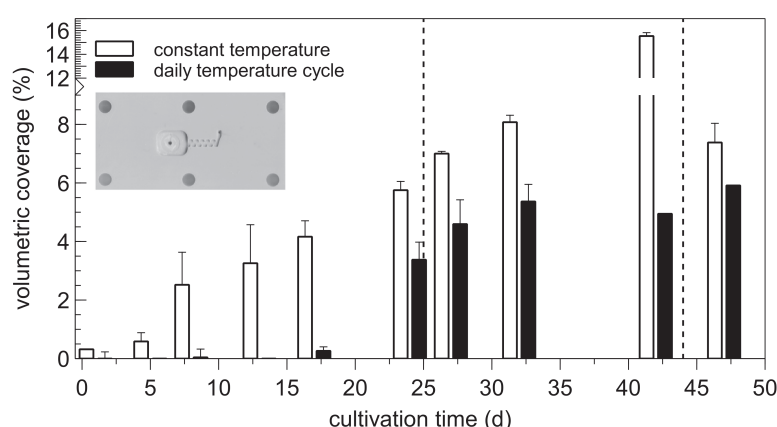 16
14
12
8
6
4
2
0
volumetric coverage (%)
constant temperature
daily temperature cycle
0 5 10 15 20 25 30 35 40 45 50
cultivation time (d)